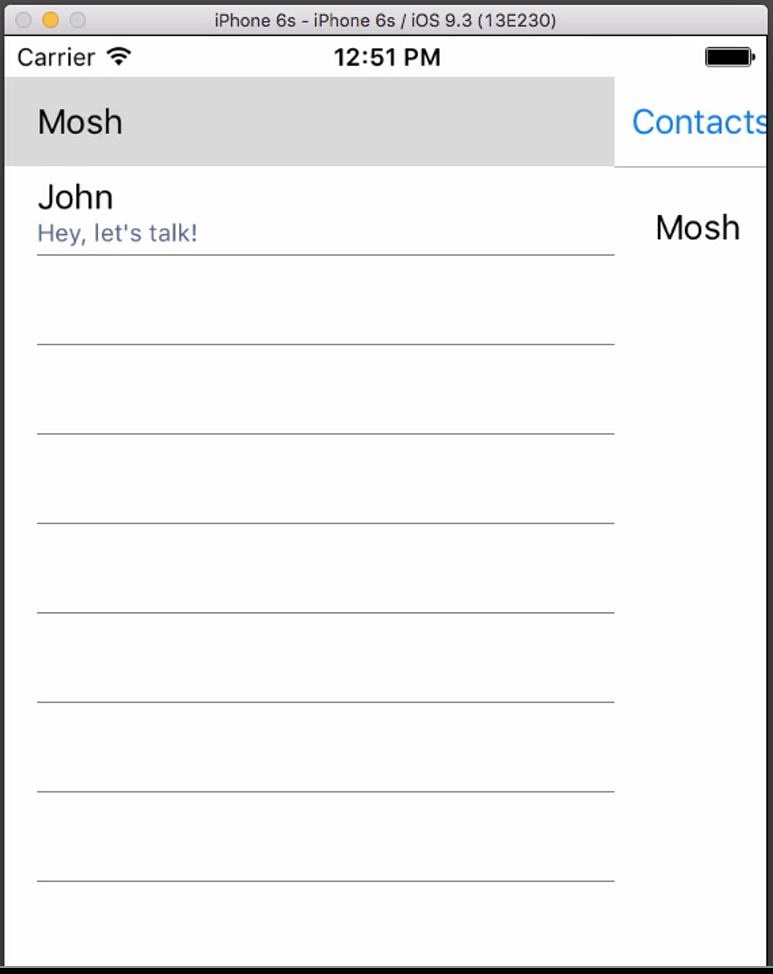 iPhone 6s - iPhone 6s / iOS 9.3 (13E230)
Carrier 12:51 PM
Mosh
Contacts
John
Hey, let's talk!
Mosh